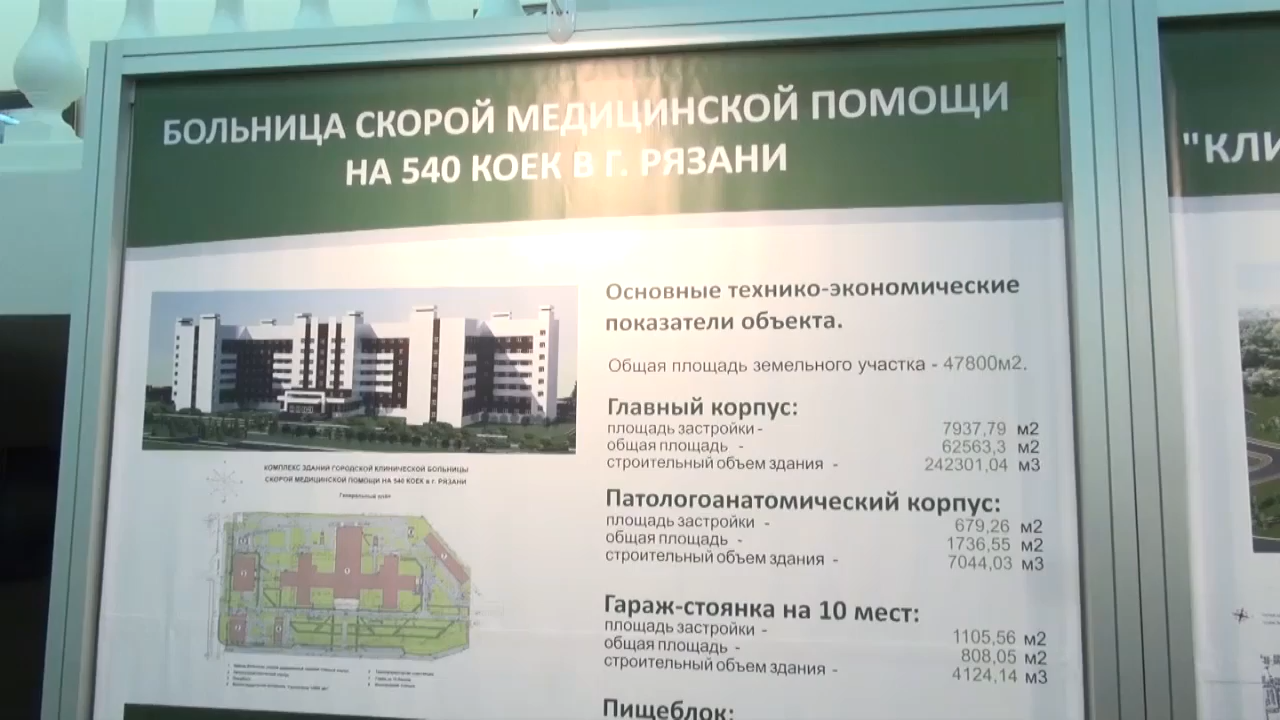 БОЛЬНИЦА СКОРОЙ МЕДИЦИНСКОЙ ПОМОЩИ
НА 540 КОЕК В Г. РЯЗАНИ
"КЛИ
Основные технико-экономические
показатели объекта.
Общая площадь земельного участка - 47800м2.
Главный корпус:
площадь застройки - 7937,79 м2
общая площадь - 62563,3 м2
строительный объем здания - 242301,04 м3
КОМПЛЕКС ЗДАНИЙ ГОРОДСКОЙ КЛИНИЧЕСКОЙ БОЛЬНИЦЫ
СКОРОЙ МЕДИЦИНСКОЙ ПОМОЩИ НА 540 КОЕК в г. РЯЗАНИ
Генеральный план
Патологоанатомический корпус:
площадь застройки - 679,26 м2
общая площадь - 1736,55 м2
строительный объем здания - 7044,03 м3
Гараж-стоянка на 10 мест:
площадь застройки - 1105,56 м2
общая площадь - 808,05 м2
строительный объем здания - 4124,14 м3
Пищеблок: